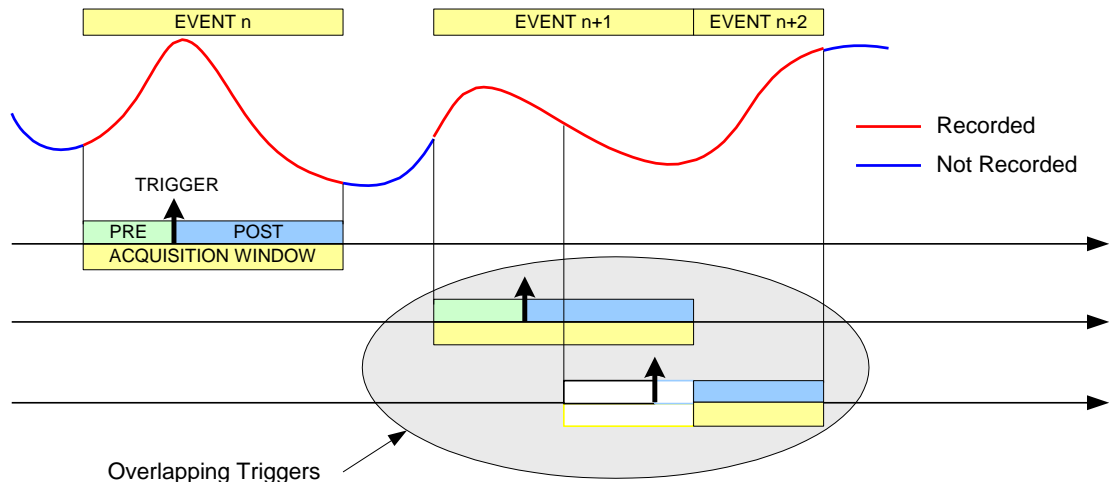 EVENT n
EVENT n+1
EVENT n+2
Recorded
Not Recorded
TRIGGER
PRE
POST
ACQUISITION WINDOW
Overlapping Triggers